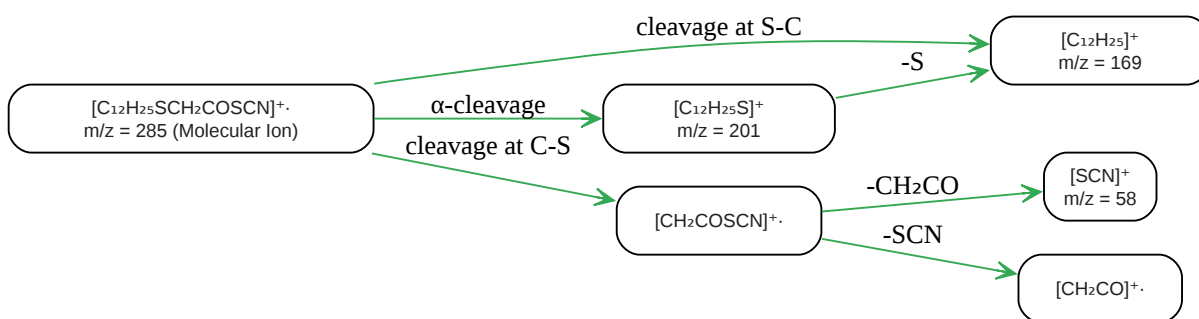 cleavage at S-C
[C₁₂H₂₅]⁺
m/z = 169
-S
[C₁₂H₂₅SCH₂COSCN]⁺·
m/z = 285 (Molecular Ion)
α-cleavage
[C₁₂H₂₅S]⁺
m/z = 201
cleavage at C-S
[CH₂COSCN]⁺·
-CH₂CO
[SCN]⁺
m/z = 58
-SCN
[CH₂CO]⁺·